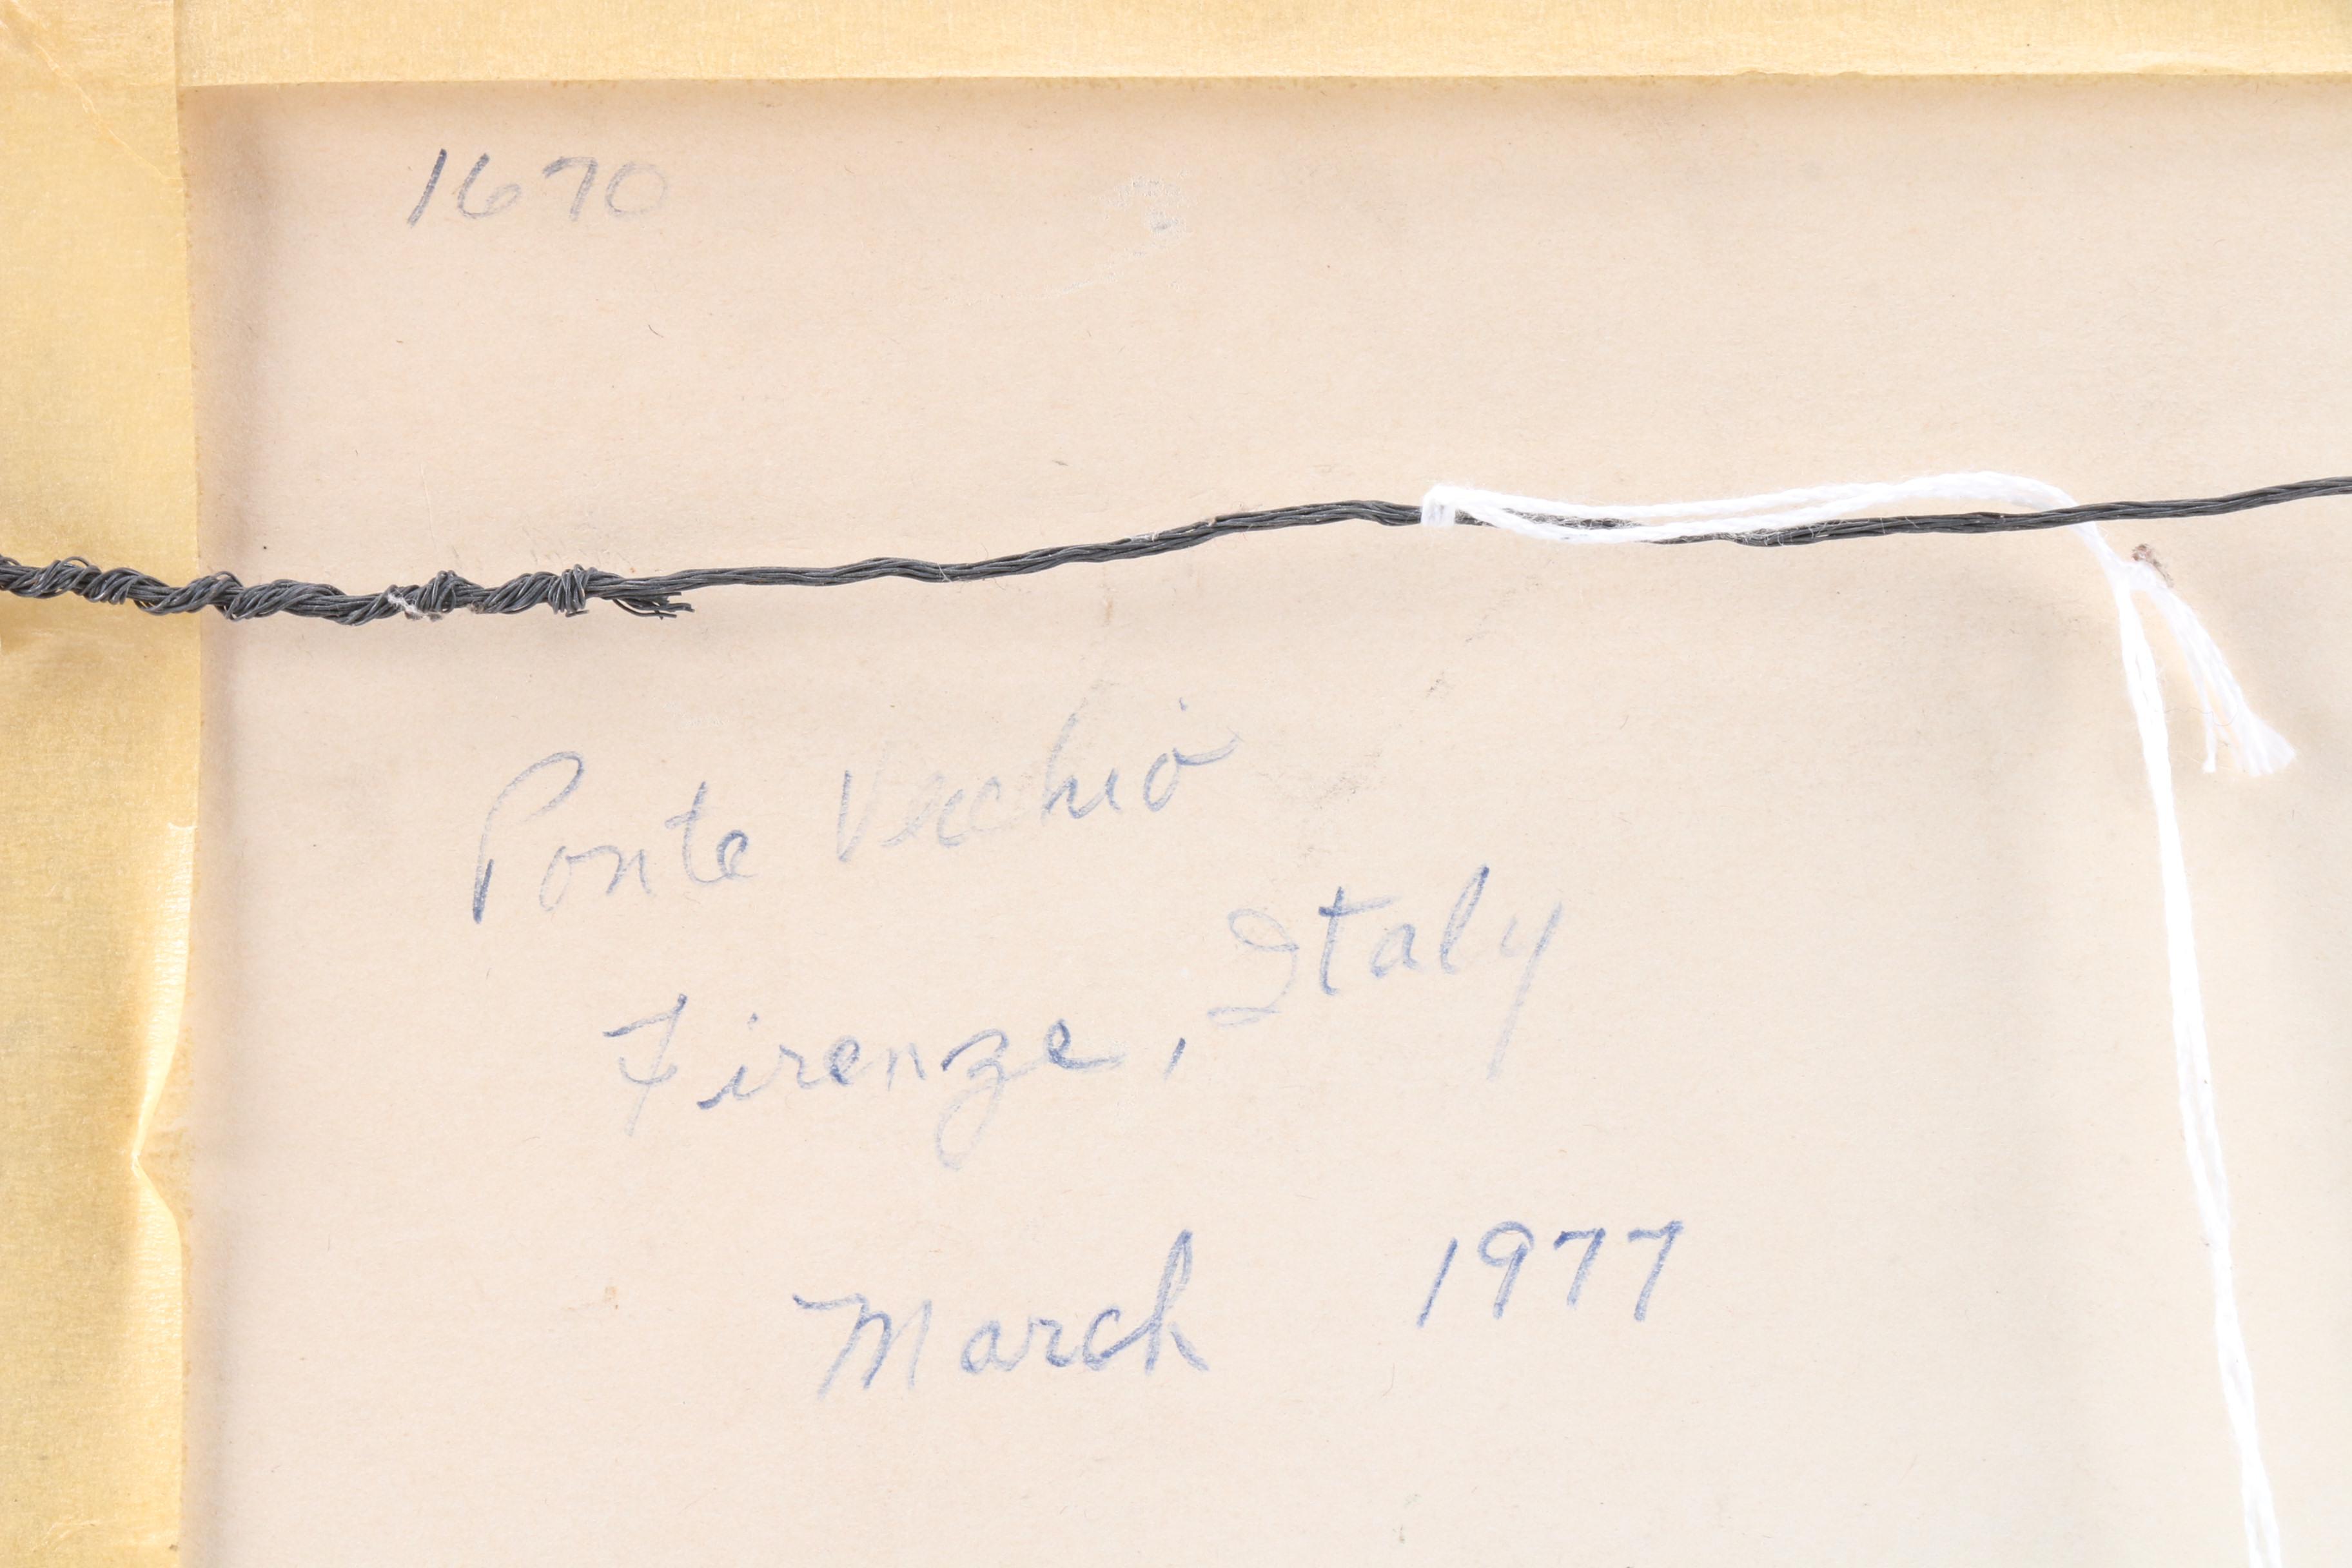 1670
Ponte Vecchio
Firenze, Italy
March 1977